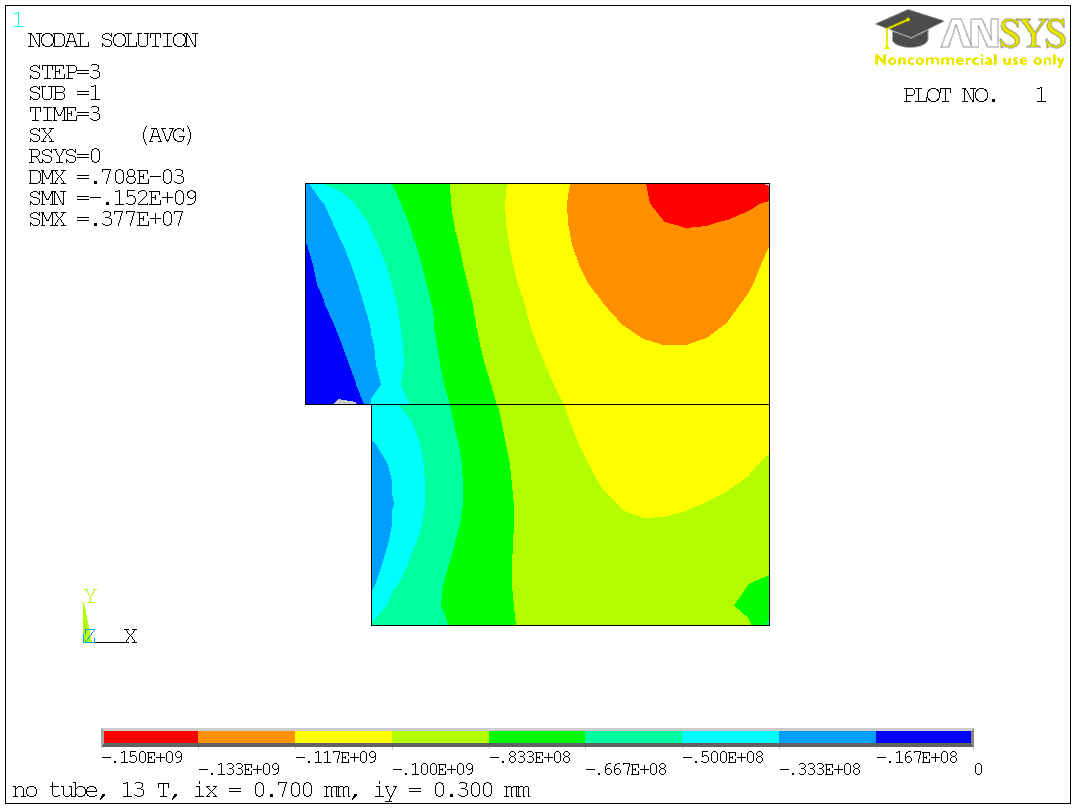 1
NODAL SOLUTION
STEP=3
SUB =1
TIME=3
SX (AVG)
RSYS=0
DMX =.708E-03
SMN =-.152E+09
SMX =.377E+07
ANSYS
Noncommercial use only
PLOT NO. 1
Y
Z X
-.150E+09 -.117E+09 -.833E+08 -.500E+08 -.167E+08
-.133E+09 -.100E+09 -.667E+08 -.333E+08 0
no tube, 13 T, ix = 0.700 mm, iy = 0.300 mm